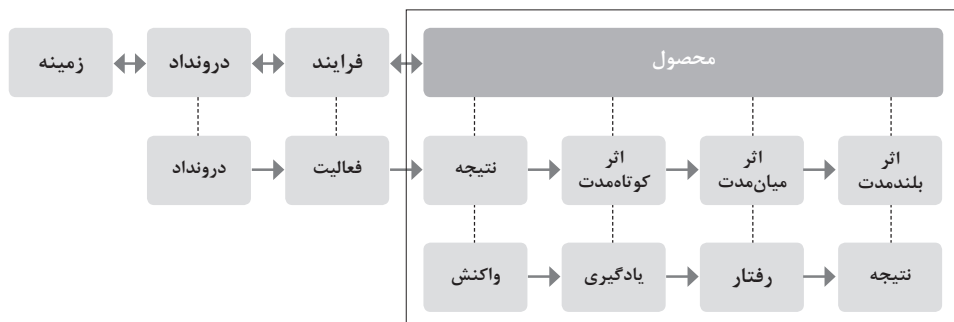 زمینه
درونداد
فرایند
محصول
درونداد
فعالیت
نتیجه
اثر
کوتاه‌مدت
اثر
میان‌مدت
اثر
بلندمدت
واکنش
یادگیری
رفتار
نتیجه